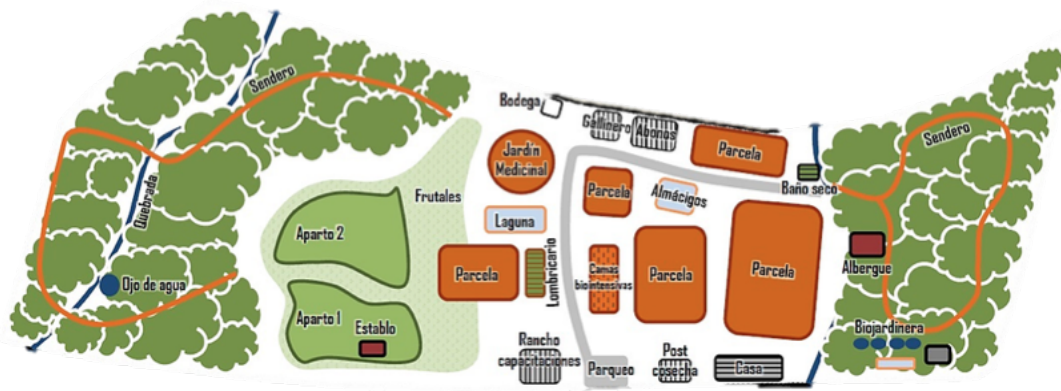 Sendero
Quebrada
Ojo de agua
Aparto 2
Aparto 1
Establo
Frutales
Bodega
Jardín
Medicinal
Laguna
Parcela
Lombricario
Rancho
capacitaciones
Gallinero
Abonos
Parcela
Parcela
Almácigos
Camas
biointensivas
Parcela
Parcela
Parqueo
Post
cosecha
Casa
Baño seco
Sendero
Albergue
Biojardinera